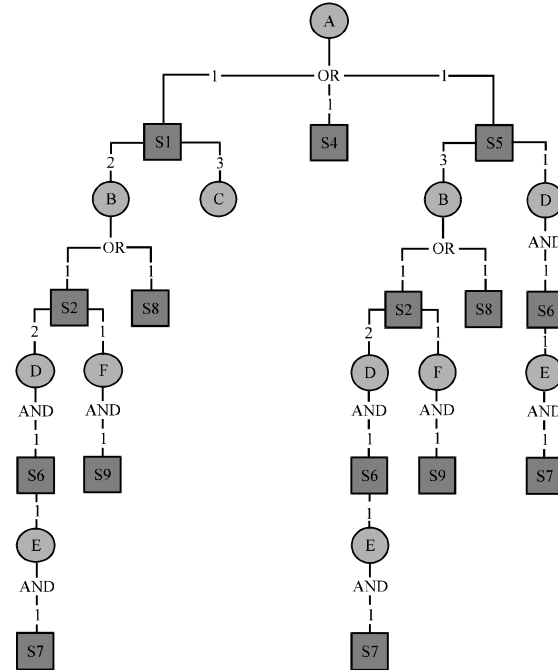 A
1 OR 1
1
S1 S4 S5
2 3 3 1
B C B D
OR OR AND
1 1 1 1 1
S2 S8 S2 S8 S6
2 1 2 1 1
D F D F E
AND AND AND AND AND
1 1 1 1 1
S6 S9 S6 S9 S7
1 1
E E
AND AND
1 1
S7 S7